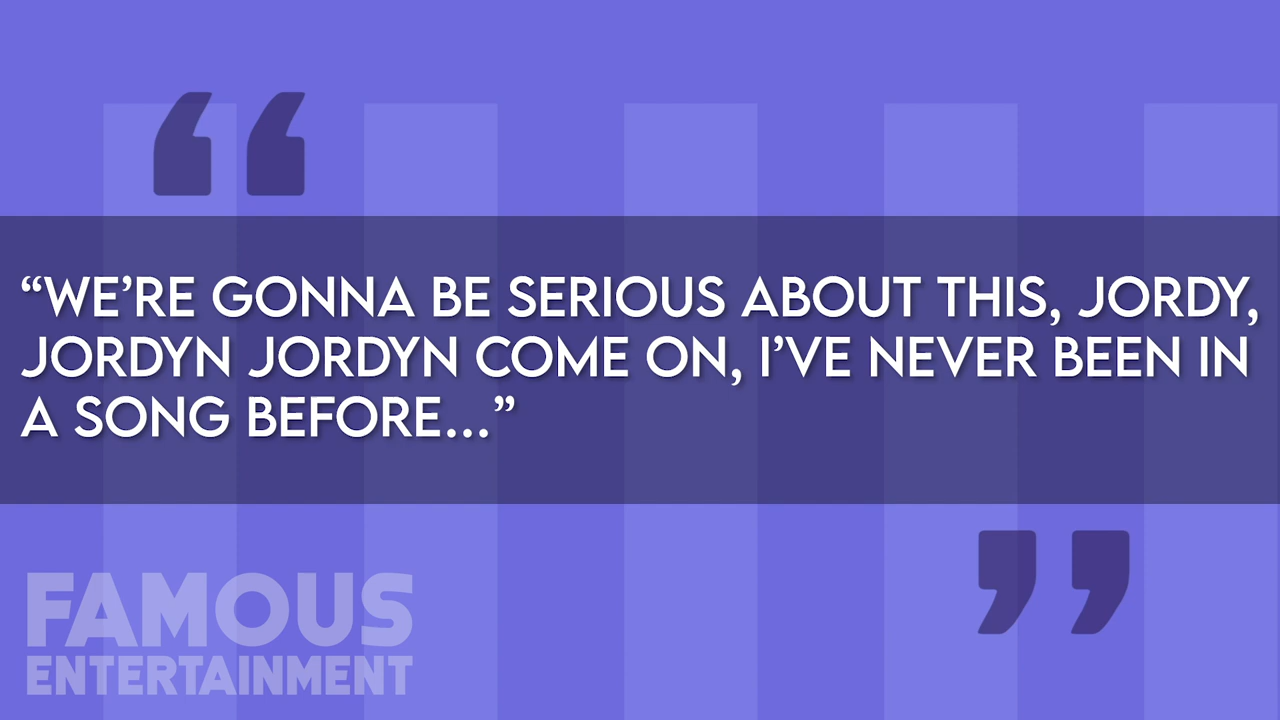 “WE’RE GONNA BE SERIOUS ABOUT THIS, JORDY,
JORDYN JORDYN COME ON, I’VE NEVER BEEN IN
A SONG BEFORE...”
FAMOUS
ENTERTAINMENT